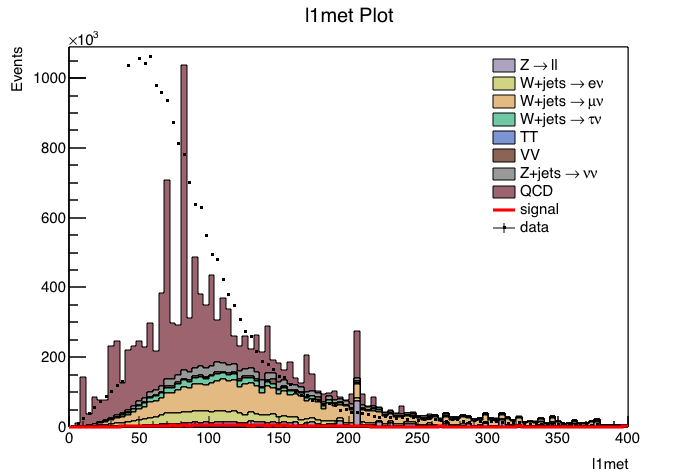 l1met Plot
×10³
Events
1000
800
600
400
200
0
0 50 100 150 200 250 300 350 400
l1met
Z → ll
W+jets → eν
W+jets → μν
W+jets → τν
TT
VV
Z+jets → νν
QCD
signal
data